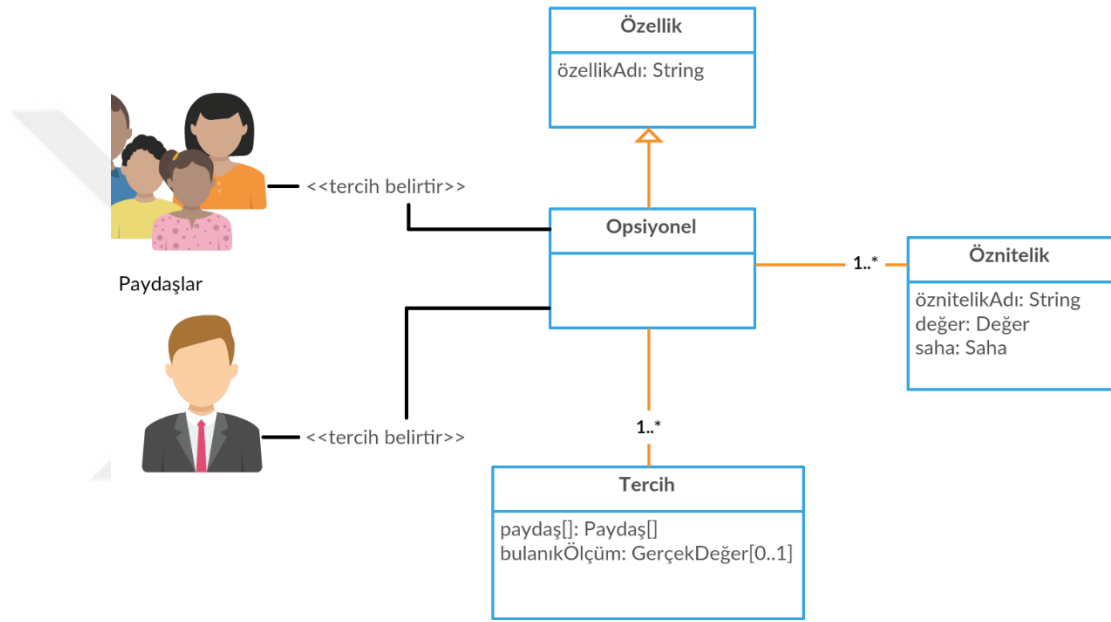 Özellik
özellikAdı: String
<<tercih belirtir>>
Opsiyonel
Paydaşlar
1..*
Öznitelik
öznitelikAdı: String
değer: Değer
saha: Saha
<<tercih belirtir>>
1..*
Tercih
paydaş[]: Paydaş[]
bulanıkÖlçüm: GerçekDeğer[0..1]